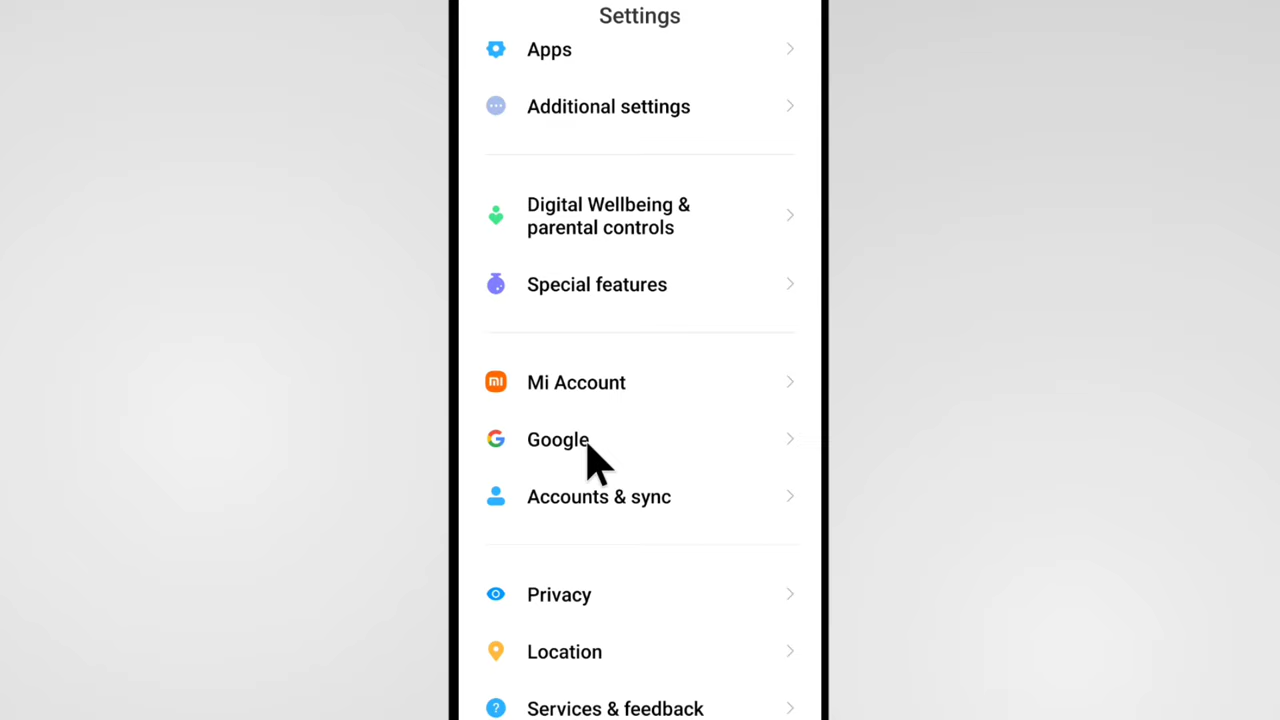 Settings
Apps
Additional settings
Digital Wellbeing &
parental controls
Special features
Mi Account
Google
Accounts & sync
Privacy
Location
Services & feedback